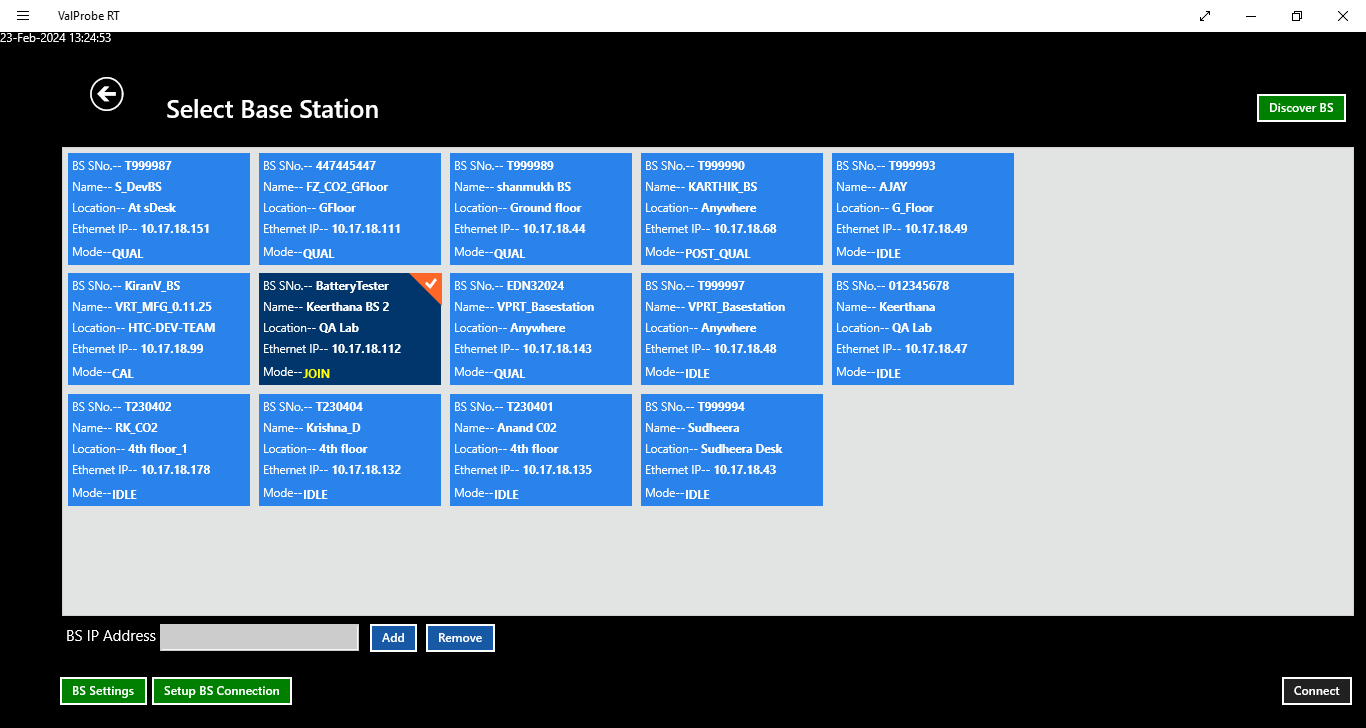 ValProbe RT
23-Feb-2024 13:24:53
Select Base Station
Discover BS
BS SNo.-- T999987
Name-- S_DevBS
Location-- At sDesk
Ethernet IP-- 10.17.18.151
Mode--QUAL
BS SNo.-- 447445447
Name-- FZ_CO2_GFloor
Location-- GFloor
Ethernet IP-- 10.17.18.111
Mode--QUAL
BS SNo.-- T999989
Name-- shanmukh BS
Location-- Ground floor
Ethernet IP-- 10.17.18.44
Mode--QUAL
BS SNo.-- T999990
Name-- KARTHIK_BS
Location-- Anywhere
Ethernet IP-- 10.17.18.68
Mode--POST_QUAL
BS SNo.-- T999993
Name-- AJAY
Location-- G_Floor
Ethernet IP-- 10.17.18.49
Mode--IDLE
BS SNo.-- KiranV_BS
Name-- VRT_MFG_0.11.25
Location-- HTC-DEV-TEAM
Ethernet IP-- 10.17.18.99
Mode--CAL
BS SNo.-- BatteryTester
Name-- Keerthana BS 2
Location-- QA Lab
Ethernet IP-- 10.17.18.112
Mode--JOIN
BS SNo.-- EDN32024
Name-- VPRT_Basestation
Location-- Anywhere
Ethernet IP-- 10.17.18.143
Mode--QUAL
BS SNo.-- T999997
Name-- VPRT_Basestation
Location-- Anywhere
Ethernet IP-- 10.17.18.48
Mode--IDLE
BS SNo.-- 012345678
Name-- Keerthana
Location-- QA Lab
Ethernet IP-- 10.17.18.47
Mode--IDLE
BS SNo.-- T230402
Name-- RK_CO2
Location-- 4th floor_1
Ethernet IP-- 10.17.18.178
Mode--IDLE
BS SNo.-- T230404
Name-- Krishna_D
Location-- 4th floor
Ethernet IP-- 10.17.18.132
Mode--IDLE
BS SNo.-- T230401
Name-- Anand C02
Location-- 4th floor
Ethernet IP-- 10.17.18.135
Mode--IDLE
BS SNo.-- T999994
Name-- Sudheera
Location-- Sudheera Desk
Ethernet IP-- 10.17.18.43
Mode--IDLE
BS IP Address
Add
Remove
BS Settings
Setup BS Connection
Connect